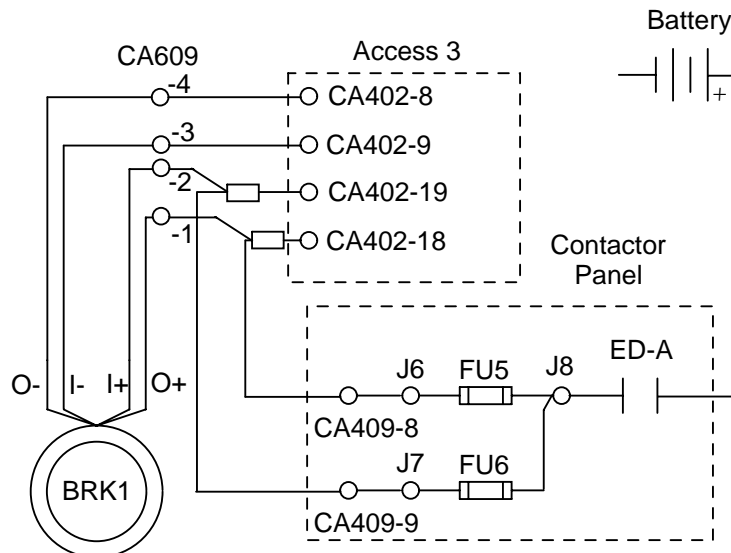 Battery
+
CA609
Access 3
-4
CA402-8
-3
CA402-9
-2
CA402-19
-1
CA402-18
Contactor
Panel
O-
I-
I+
O+
J6
FU5
J8
ED-A
CA409-8
J7
FU6
CA409-9
BRK1